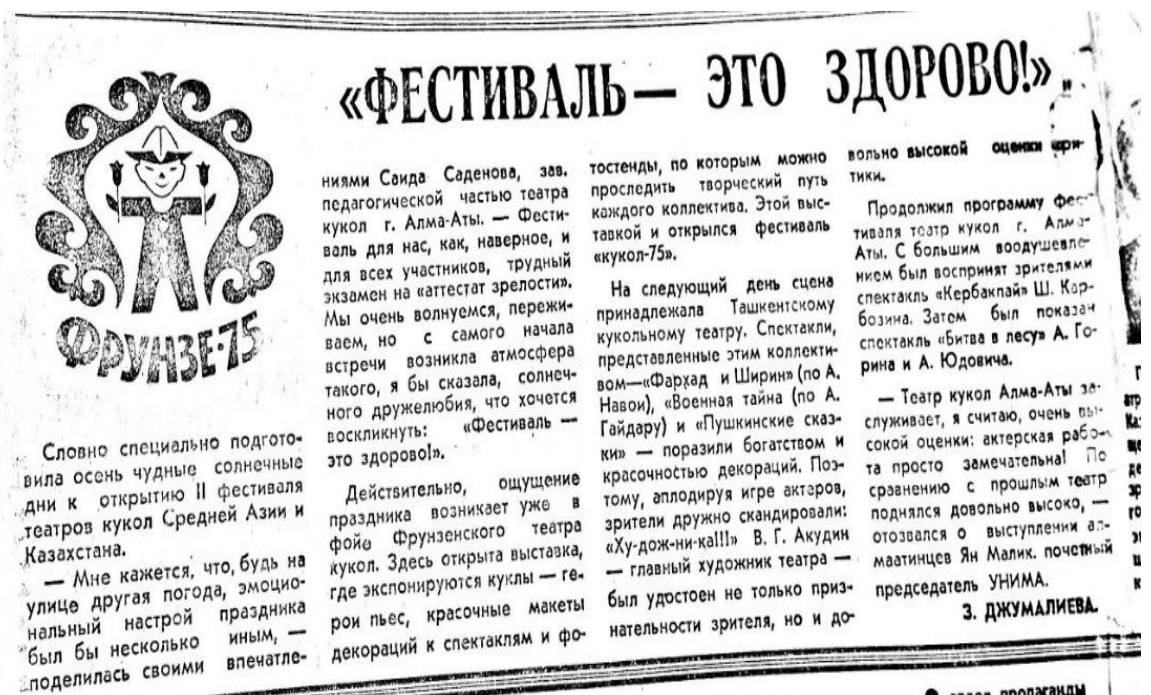 «ФЕСТИВАЛЬ — ЭТО ЗДОРОВО!»
ФРУНЗЕ·75
Словно специально подгото-
вила осень чудные солнечные
дни к открытию II фестиваля
театров кукол Средней Азии и
Казахстана.
— Мне кажется, что, будь на
улице другая погода, эмоцио-
нальный настрой праздника
был бы несколько иным, —
поделилась своими впечатле-
ниями Саида Саденова, зав.
педагогической частью театра
кукол г. Алма-Аты. — Фести-
валь для нас, как, наверное, и
для всех участников, трудный
экзамен на «аттестат зрелости».
Мы очень волнуемся, пережи-
ваем, но с самого начала
встречи возникла атмосфера
такого, я бы сказала, солнеч-
ного дружелюбия, что хочется
воскликнуть: «Фестиваль —
это здорово!».
Действительно, ощущение
праздника возникает уже в
фойе Фрунзенского театра
кукол. Здесь открыта выставка,
где экспонируются куклы — ге-
рои пьес, красочные макеты
декораций к спектаклям и фо-
тостенды, по которым можно
проследить творческий путь
каждого коллектива. Этой выс-
тавкой и открылся фестиваль
«кукол-75».
На следующий день сцена
принадлежала Ташкентскому
кукольному театру. Спектакли,
представленные этим коллекти-
вом—«Фархад и Ширин» (по А.
Навои), «Военная тайна (по А.
Гайдару) и «Пушкинские сказ-
ки» — поразили богатством и
красочностью декораций. Поэ-
тому, аплодируя игре актеров,
зрители дружно скандировали:
«Ху-дож-ни-ка!!!» В. Г. Акудин
— главный художник театра —
был удостоен не только приз-
нательности зрителя, но и до-
вольно высокой оценки кри-
тики.
Продолжил программу фес-
тиваля театр кукол г. Алма-
Аты. С большим воодушевле-
нием был воспринят зрителями
спектакль «Кербакпай» Ш. Кар-
бозина. Затем был показан
спектакль «Битва в лесу» А. Го-
рина и А. Юдовича.
— Театр кукол Алма-Аты за-
служивает, я считаю, очень вы-
сокой оценки: актерская рабо-
та просто замечательна! По
сравнению с прошлым театр
поднялся довольно высоко, —
отозвался о выступлении ал-
маатинцев Ян Малик. почетный
председатель УНИМА.
З. ДЖУМАЛИЕВА.
пропаганды